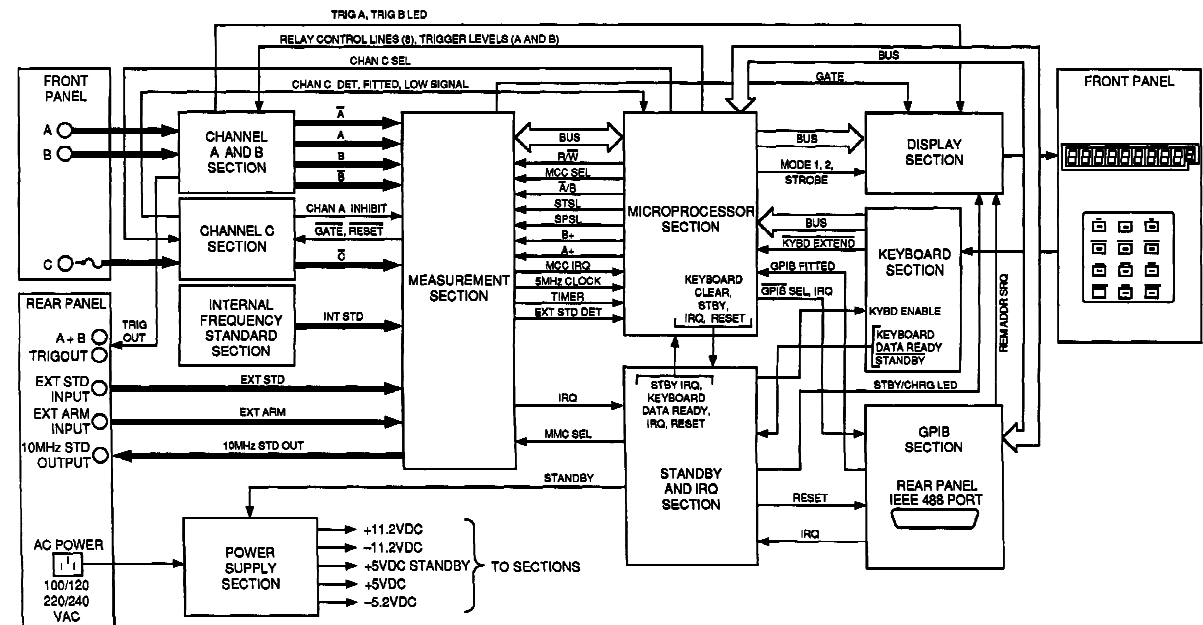 TRIG A, TRIG B LED
RELAY CONTROL LINES (8), TRIGGER LEVELS (A AND B)
CHAN C SEL
CHAN C DET, FITTED, LOW SIGNAL
BUS
GATE
FRONT
PANEL
A
B
C
CHANNEL
A AND B
SECTION
A
A
B
B
CHANNEL C
SECTION
CHAN A INHIBIT
GATE, RESET
C
INTERNAL
FREQUENCY
STANDARD
SECTION
INT STD
MEASUREMENT
SECTION
BUS
R/W
MCC SEL
A/B
STSL
SPSL
B+
A+
MCC IRQ
5MHz CLOCK
TIMER
EXT STD DET
MICROPROCESSOR
SECTION
KEYBOARD
CLEAR,
STBY,
IRQ, RESET
BUS
MODE 1, 2,
STROBE
DISPLAY
SECTION
FRONT PANEL
BUS
KYBD EXTEND
GPIB FITTED
GPIB SEL, IRQ
KEYBOARD
SECTION
KYBD ENABLE
KEYBOARD
DATA READY
STANDBY
REM ADDR SRQ
STBY/CHRG LED
REAR PANEL
A + B
TRIGOUT
TRIG
OUT
EXT STD
INPUT
EXT STD
EXT ARM
INPUT
EXT ARM
10MHz STD
OUTPUT
10MHz STD OUT
IRQ
MMC SEL
STANDBY
STBY IRQ,
KEYBOARD
DATA READY,
IRQ, RESET
STANDBY
AND IRQ
SECTION
RESET
IRQ
GPIB
SECTION
REAR PANEL
IEEE 488 PORT
AC POWER
100/120
220/240
VAC
POWER
SUPPLY
SECTION
+11.2VDC
–11.2VDC
+5VDC STANDBY
+5VDC
–5.2VDC
TO SECTIONS